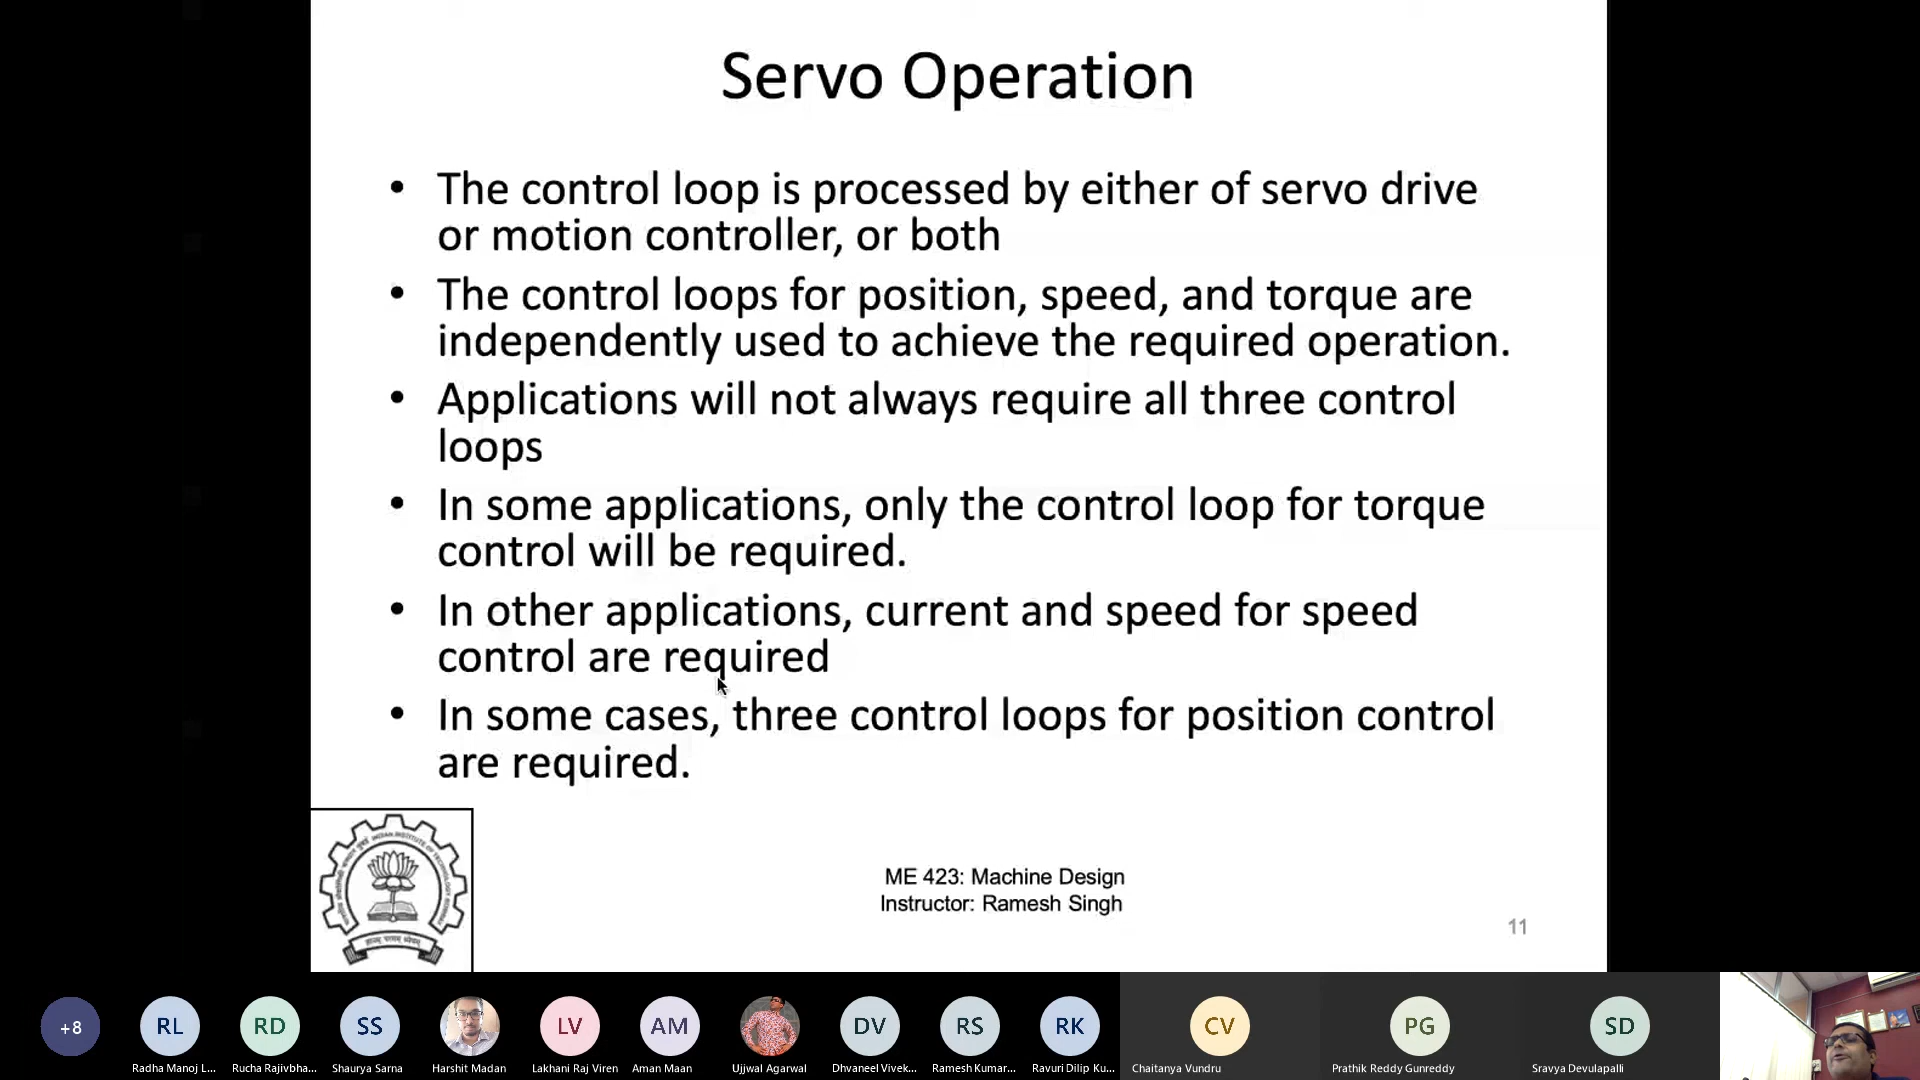 Servo Operation
• The control loop is processed by either of servo drive
or motion controller, or both
• The control loops for position, speed, and torque are
independently used to achieve the required operation.
• Applications will not always require all three control
loops
• In some applications, only the control loop for torque
control will be required.
• In other applications, current and speed for speed
control are required
• In some cases, three control loops for position control
are required.
ME 423: Machine Design
Instructor: Ramesh Singh
11
+8
RL
RD
SS
LV
AM
DV
RS
RK
CV
PG
SD
Radha Manoj L...
Rucha Rajivbha...
Shaurya Sarna
Harshit Madan
Lakhani Raj Viren
Aman Maan
Ujjwal Agarwal
Dhvaneel Vivek...
Ramesh Kumar...
Ravuri Dilip Ku...
Chaitanya Vundru
Prathik Reddy Gunreddy
Sravya Devulapalli